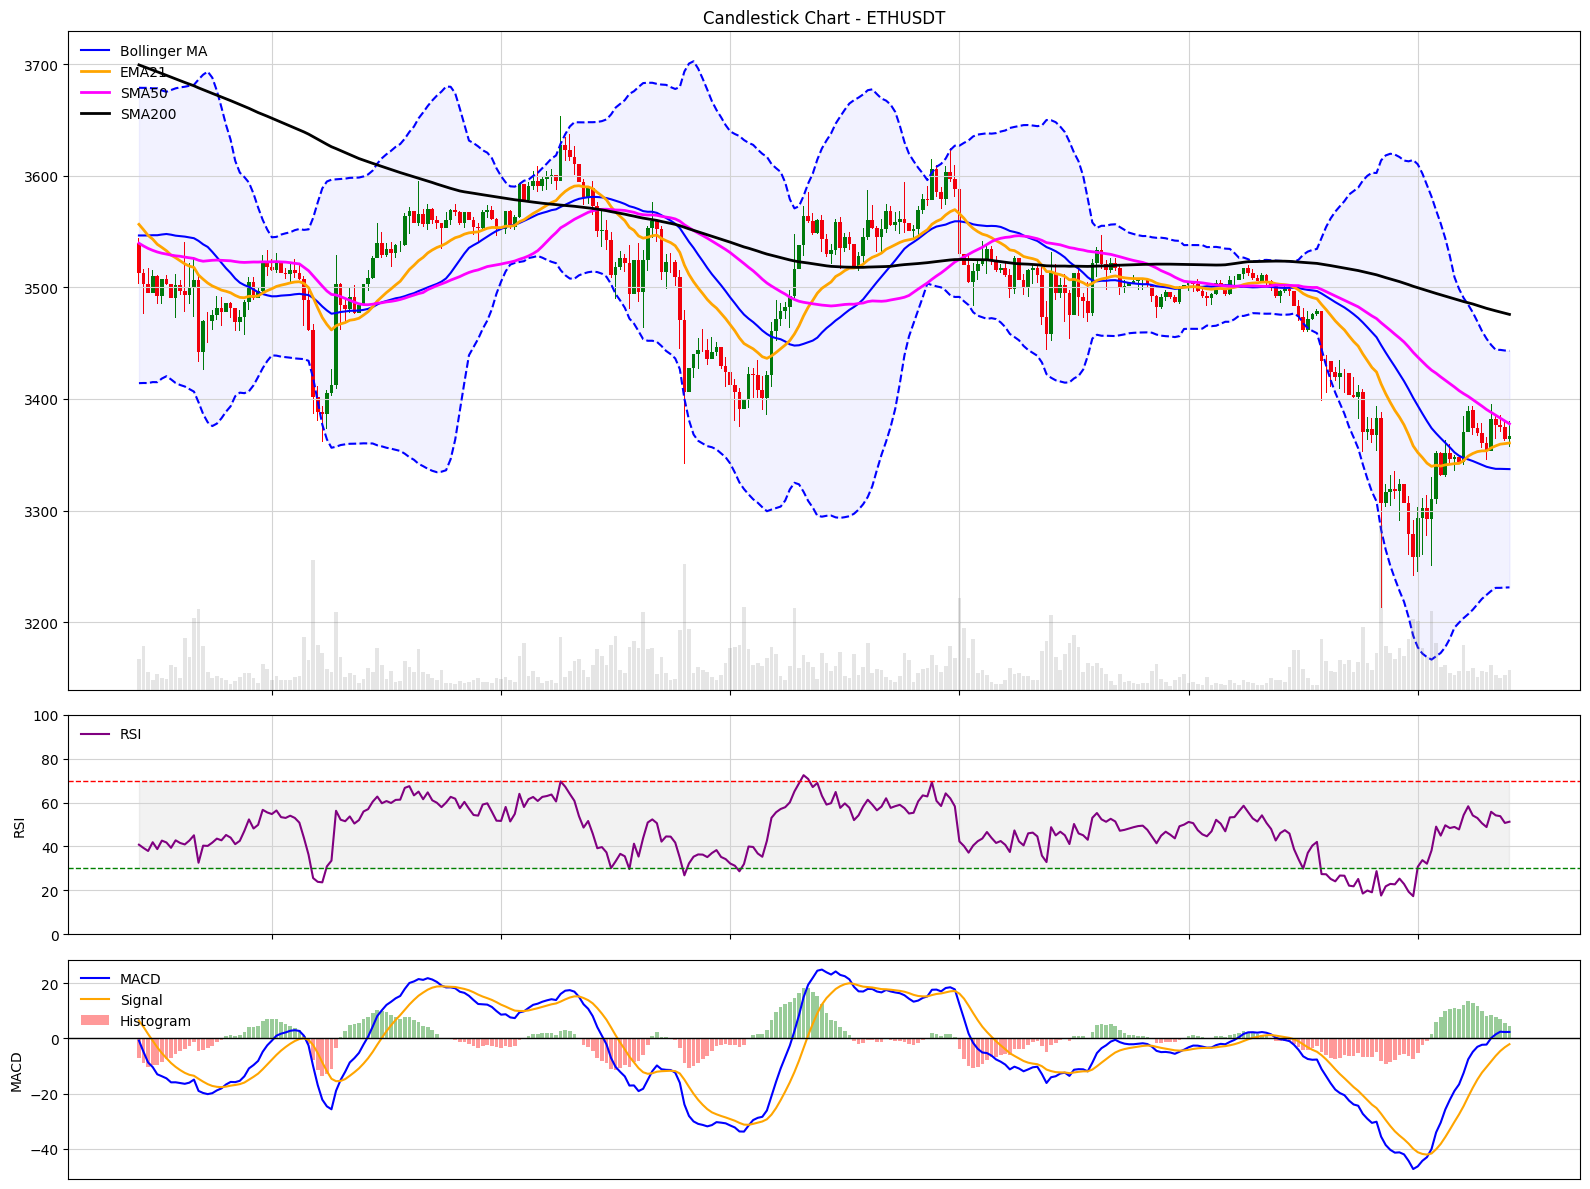 Candlestick Chart - ETHUSDT
Bollinger MA
EMA21
SMA50
SMA200
3700
3600
3500
3400
3300
3200
RSI
100
80
60
40
20
0
RSI
MACD
Signal
Histogram
20
0
−20
−40
MACD